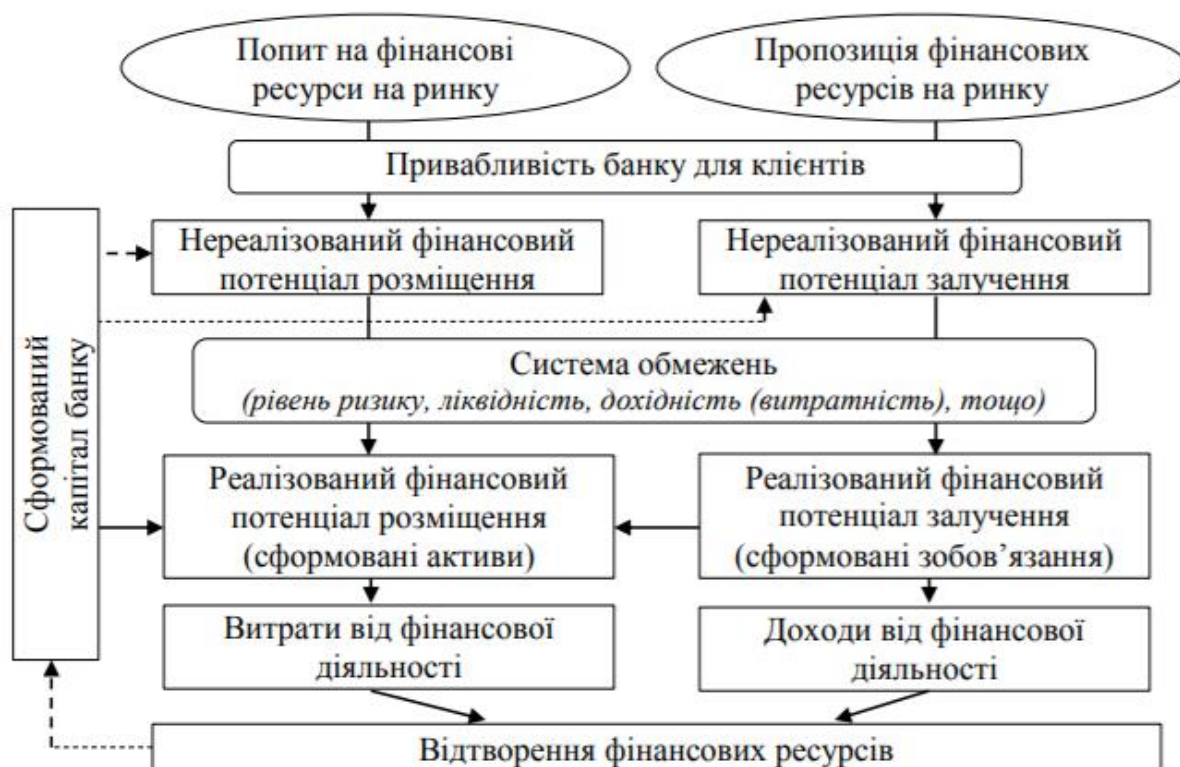 Попит на фінансові
ресурси на ринку
Пропозиція фінансових
ресурсів на ринку
Привабливість банку для клієнтів
Нереалізований фінансовий
потенціал розміщення
Нереалізований фінансовий
потенціал залучення
Сформований
капітал банку
Система обмежень
(рівень ризику, ліквідність, дохідність (витратність), тощо)
Реалізований фінансовий
потенціал розміщення
(сформовані активи)
Реалізований фінансовий
потенціал залучення
(сформовані зобов’язання)
Витрати від фінансової
діяльності
Доходи від фінансової
діяльності
Відтворення фінансових ресурсів